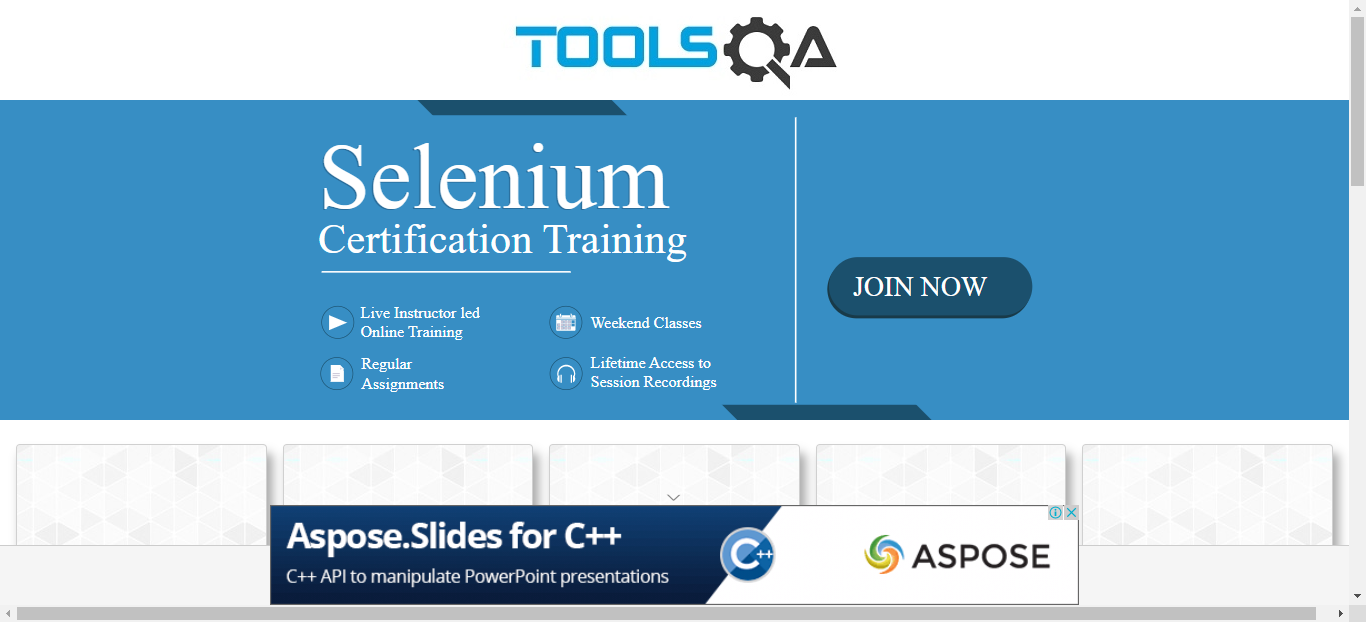 TOOLSQA
Selenium
Certification Training
Live Instructor led
Online Training
Weekend Classes
Regular
Assignments
Lifetime Access to
Session Recordings
JOIN NOW
Aspose.Slides for C++
C++ API to manipulate PowerPoint presentations
C++
ASPOSE